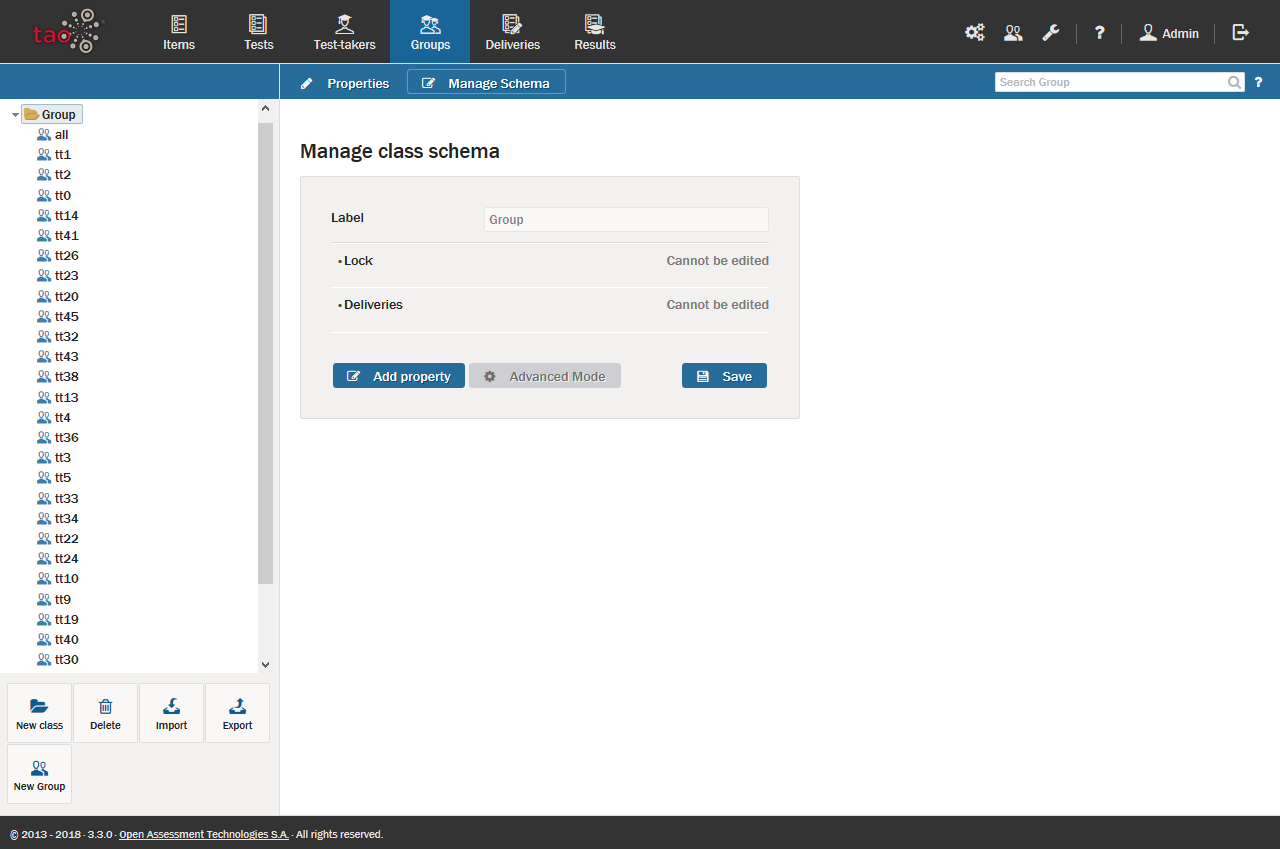 tao
Items
Tests
Test-takers
Groups
Deliveries
Results
?
Admin
Properties
Manage Schema
Search Group
?
Group
all
tt1
tt2
tt0
tt14
tt41
tt26
tt23
tt20
tt45
tt32
tt43
tt38
tt13
tt4
tt36
tt3
tt5
tt33
tt34
tt22
tt24
tt10
tt9
tt19
tt40
tt30
New class
Delete
Import
Export
New Group
Manage class schema
Label
Group
• Lock
Cannot be edited
• Deliveries
Cannot be edited
Add property
Advanced Mode
Save
© 2013 - 2018 · 3.3.0 · Open Assessment Technologies S.A. · All rights reserved.